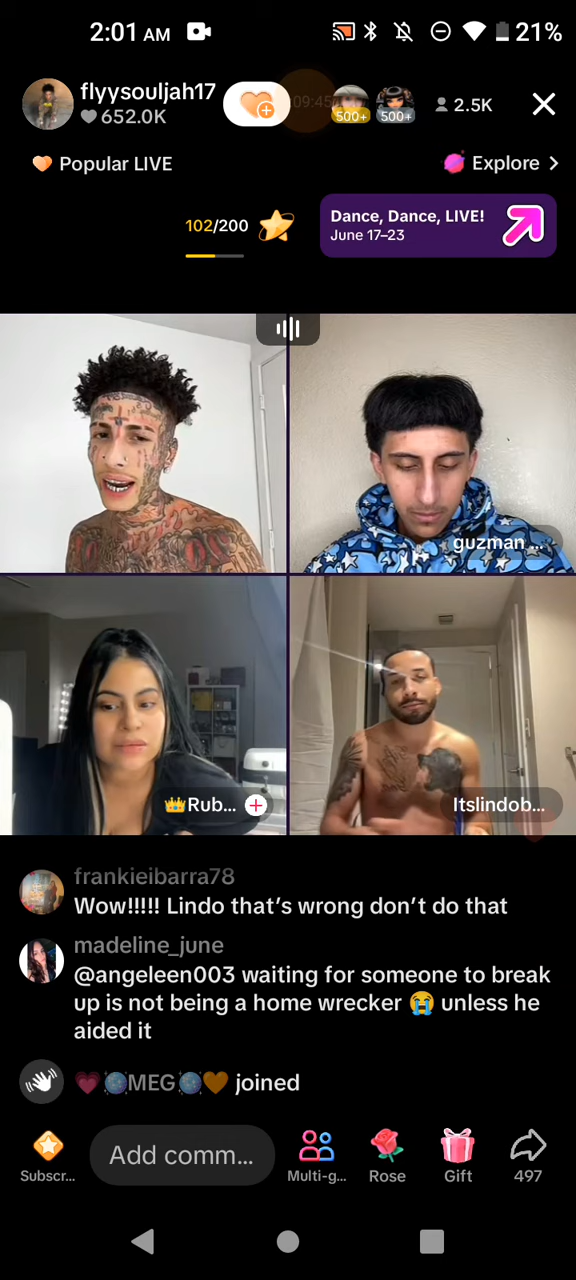 2:01 AM
21%
flyysouljah17
652.0K
09:45
500+
500+
2.5K
Popular LIVE
Explore
102/200
Dance, Dance, LIVE!
June 17–23
guzman ...
Rub...
Itslindob...
frankieibarra78
Wow!!!!! Lindo that's wrong don't do that
madeline_june
@angeleen003 waiting for someone to break
up is not being a home wrecker 😭 unless he
aided it
💗🪩MEG🪩🧡 joined
Add comm...
Subscr...
Multi-g...
Rose
Gift
497